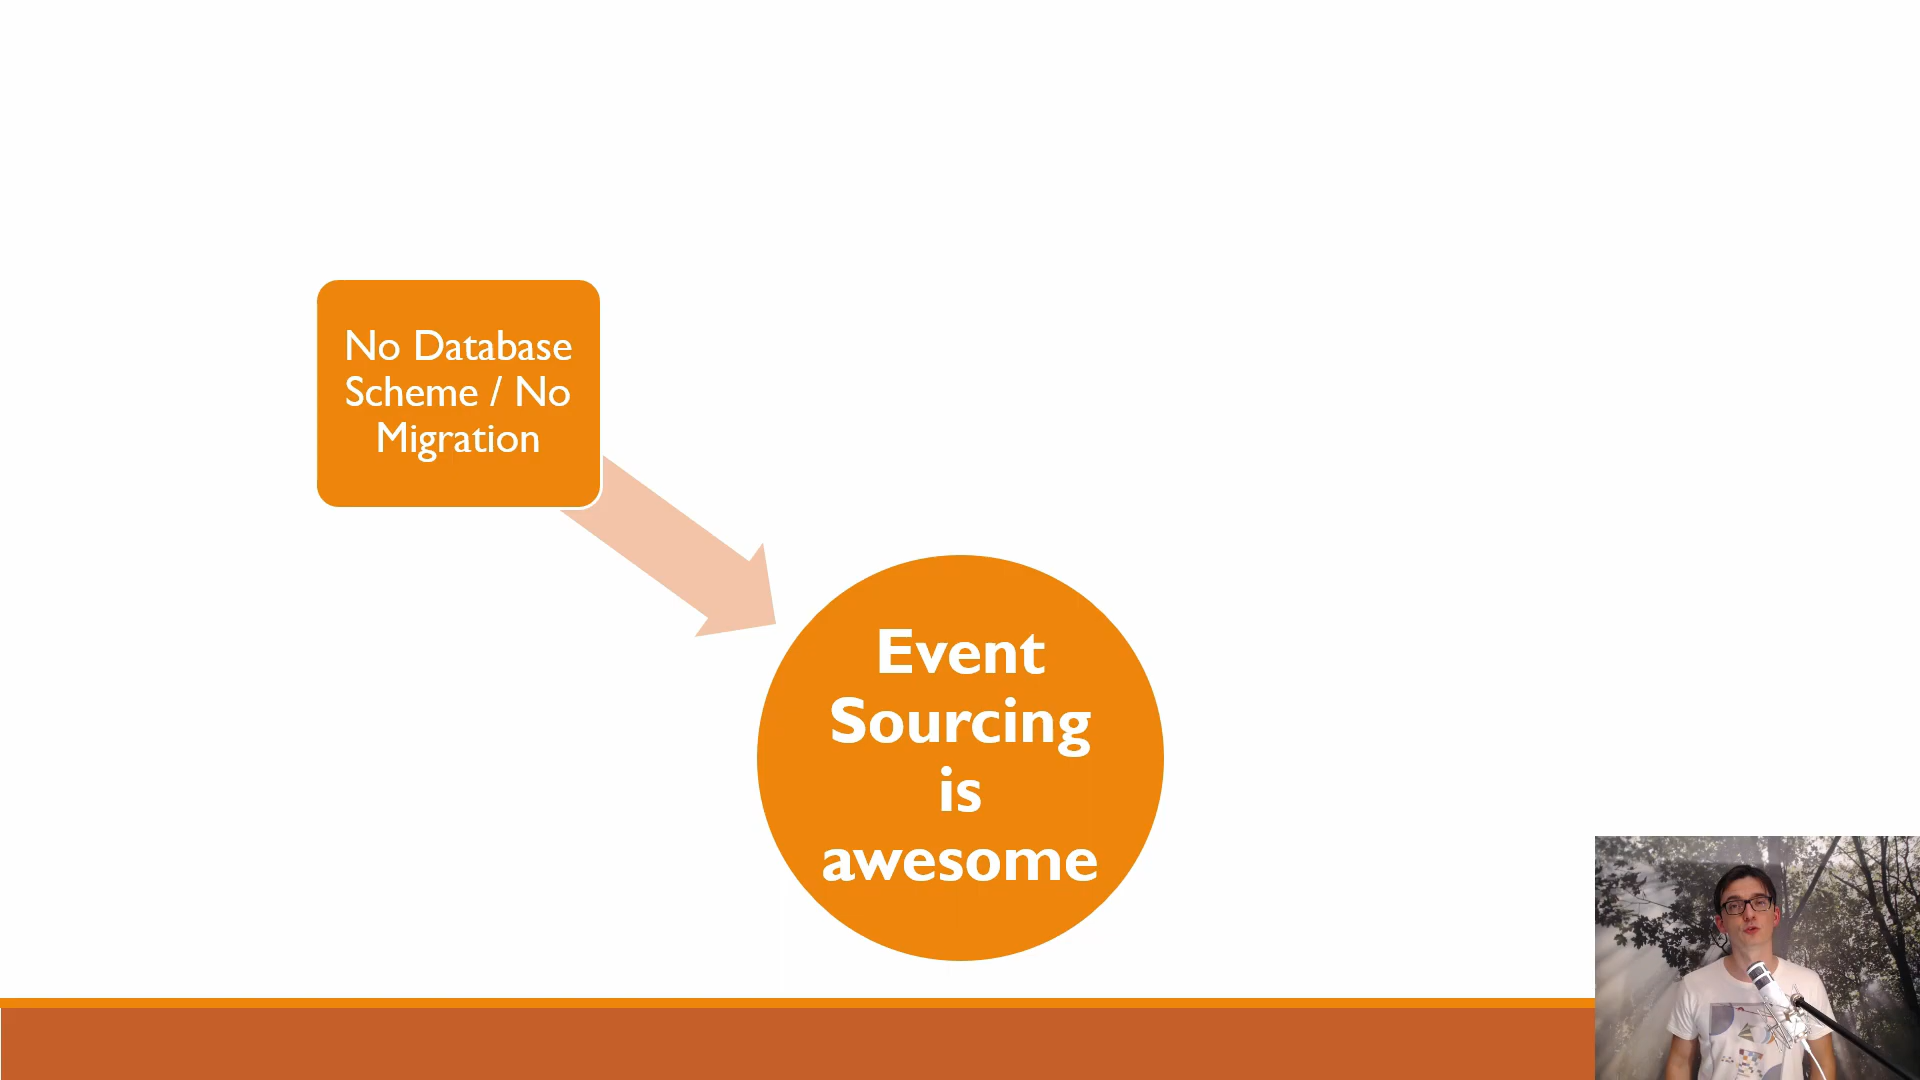 No Database
Scheme / No
Migration
Event
Sourcing
is
awesome